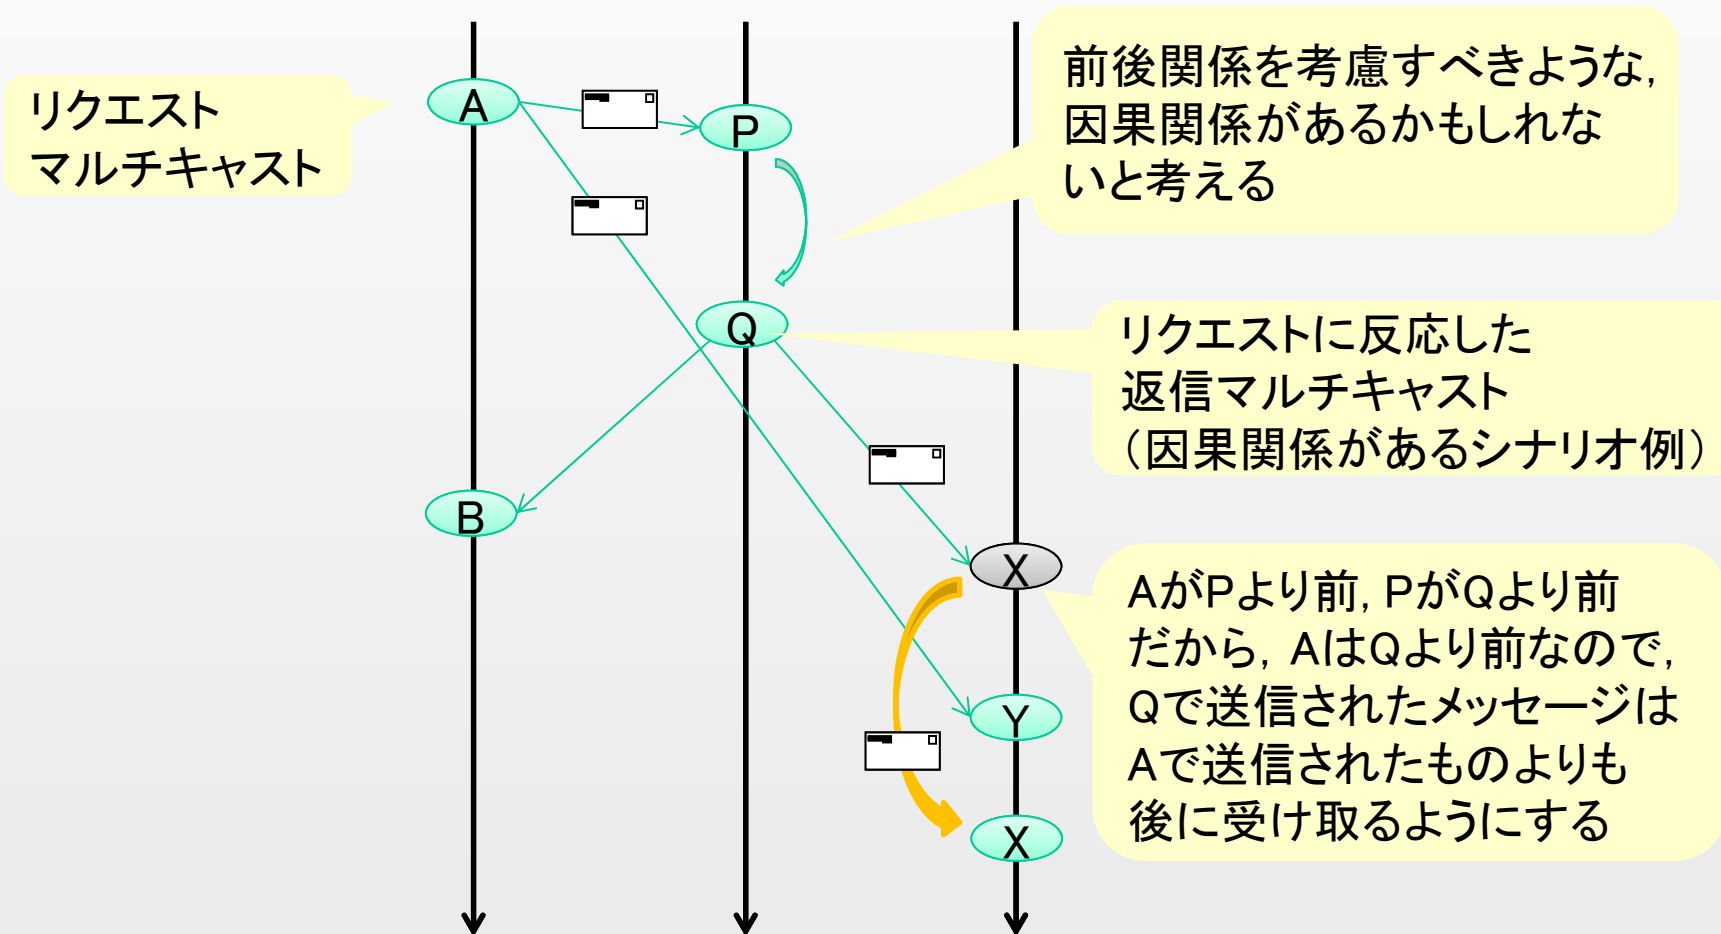 リクエスト
マルチキャスト
A
P
前後関係を考慮すべきような,
因果関係があるかもしれな
いと考える
Q
リクエストに反応した
返信マルチキャスト
（因果関係があるシナリオ例）
B
X
AがPより前, PがQより前
だから, AはQより前なので,
Qで送信されたメッセージは
Aで送信されたものよりも
後に受け取るようにする
Y
X